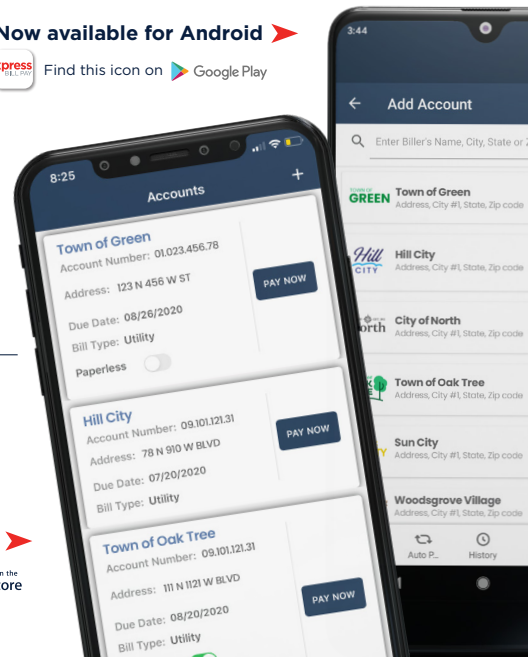 Now available for Android
xpress
BILL PAY
Find this icon on Google Play
8:25
Accounts
+
Town of Green
Account Number: 01.023.456.78
Address: 123 N 456 W ST
Due Date: 08/26/2020
Bill Type: Utility
Paperless
PAY NOW
Hill City
Account Number: 09.101.121.31
Address: 78 N 910 W BLVD
Due Date: 07/20/2020
Bill Type: Utility
PAY NOW
Town of Oak Tree
Account Number: 09.101.121.31
Address: 111 N 1121 W BLVD
Due Date: 08/20/2020
Bill Type: Utility
PAY NOW
3:44
Add Account
Enter Biller's Name, City, State or Z
TOWN OF
GREEN
Town of Green
Address, City #1, State, Zip code
Hill
CITY
Hill City
Address, City #1, State, Zip code
orth
City of North
Address, City #1, State, Zip code
Town of Oak Tree
Address, City #1, State, Zip code
Y
Sun City
Address, City #1, State, Zip code
Woodsgrove Village
Address, City #1, State, Zip code
Auto P...
History
n the
ore